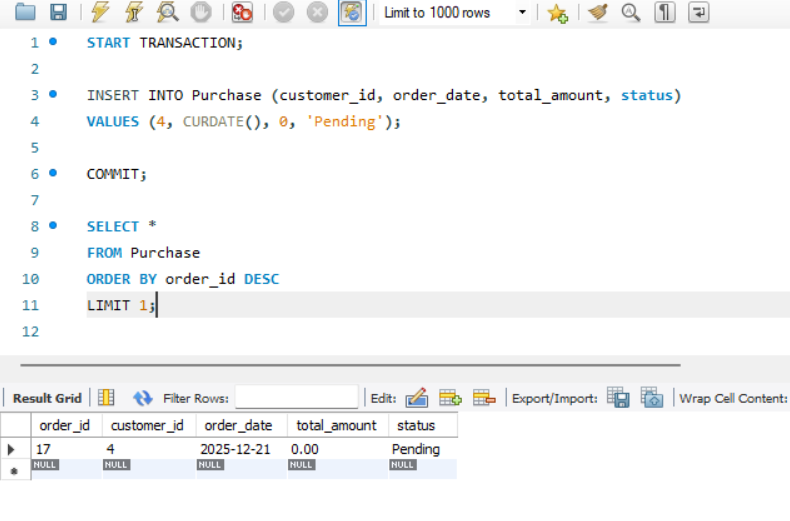 Limit to 1000 rows
1 START TRANSACTION;
2
3 INSERT INTO Purchase (customer_id, order_date, total_amount, status)
4 VALUES (4, CURDATE(), 0, 'Pending');
5
6 COMMIT;
7
8 SELECT *
9 FROM Purchase
10 ORDER BY order_id DESC
11 LIMIT 1;
12
Result Grid Filter Rows: Edit: Export/Import: Wrap Cell Content:
order_id customer_id order_date total_amount status
17 4 2025-12-21 0.00 Pending
NULL NULL NULL NULL NULL